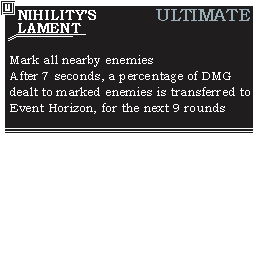 U
NIHILITY'S
LAMENT
ULTIMATE
Mark all nearby enemies
After 7 seconds, a percentage of DMG
dealt to marked enemies is transferred to
Event Horizon, for the next 9 rounds